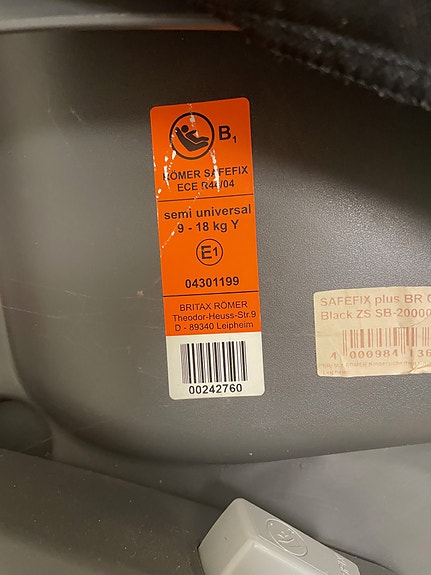 B1
RÖMER SAFEFIX
ECE R44/04
semi universal
9 - 18 kg Y
E1
04301199
BRITAX RÖMER
Theodor-Heuss-Str.9
D - 89340 Leipheim
00242760
SAFEFIX plus BR
Black ZS SB-20000